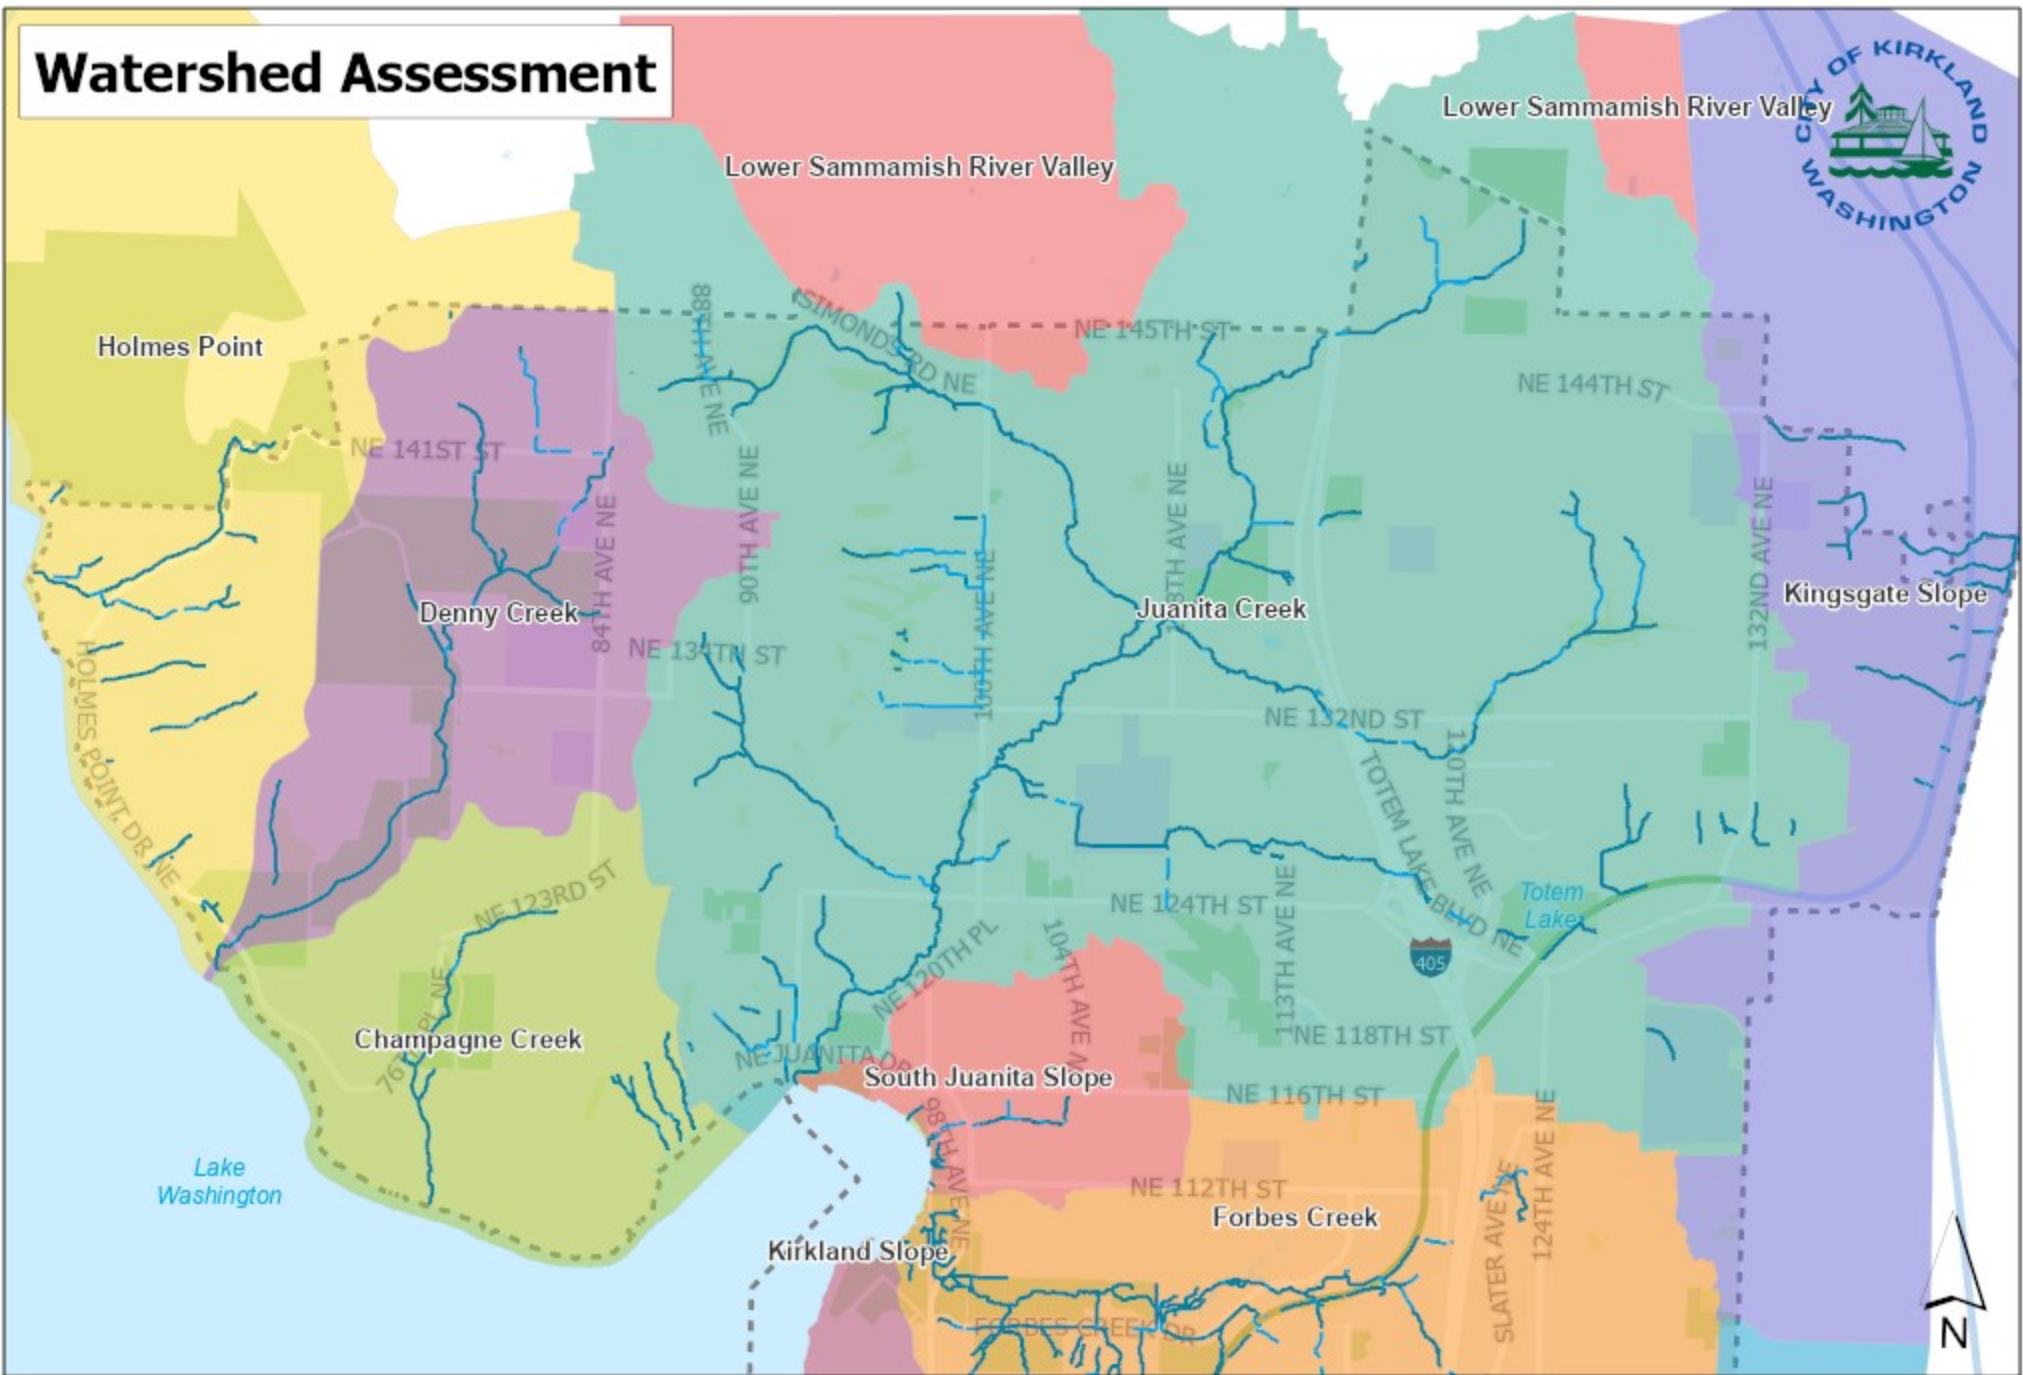 Watershed Assessment
CITY OF KIRKLAND
WASHINGTON
Lower Sammamish River Valley
Lower Sammamish River Valley
Holmes Point
88TH AVE NE
SIMONDS RD NE
NE 145TH ST
NE 144TH ST
NE 141ST ST
84TH AVE NE
90TH AVE NE
100TH AVE NE
132ND AVE NE
Kingsgate Slope
Denny Creek
Juanita Creek
NE 134TH ST
HOLMES POINT DR NE
NE 132ND ST
TOTEM LAKE BLVD NE
120TH AVE NE
NE 123RD ST
NE 124TH ST
Totem
Lake
113TH AVE NE
104TH AVE N
NE 120TH PL
405
NE 118TH ST
Champagne Creek
NE JUANITA DR
South Juanita Slope
NE 116TH ST
98TH AVE NE
124TH AVE NE
SLATER AVE NE
Lake
Washington
NE 112TH ST
Forbes Creek
Kirkland Slope
FORBES CREEK DR
N